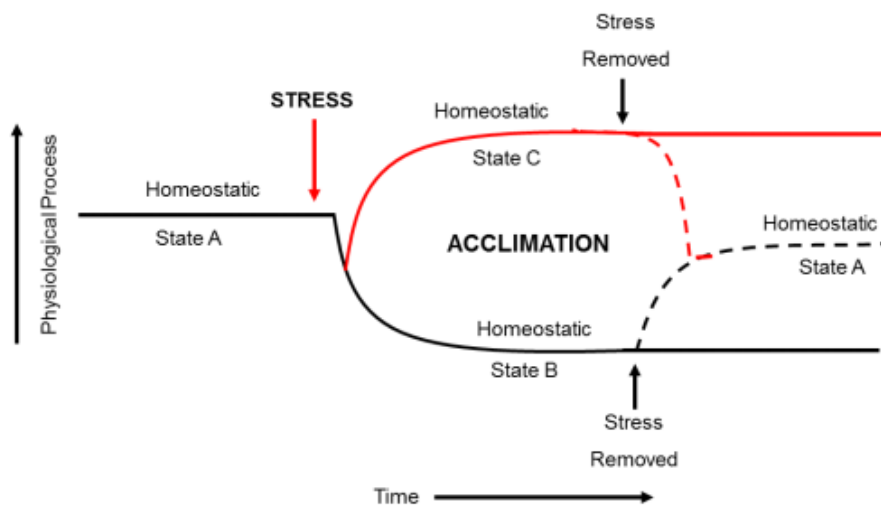 Stress
Removed
STRESS
Homeostatic
State C
Homeostatic
State A
Physiological Process
ACCLIMATION
Homeostatic
State A
Homeostatic
State B
Stress
Removed
Time